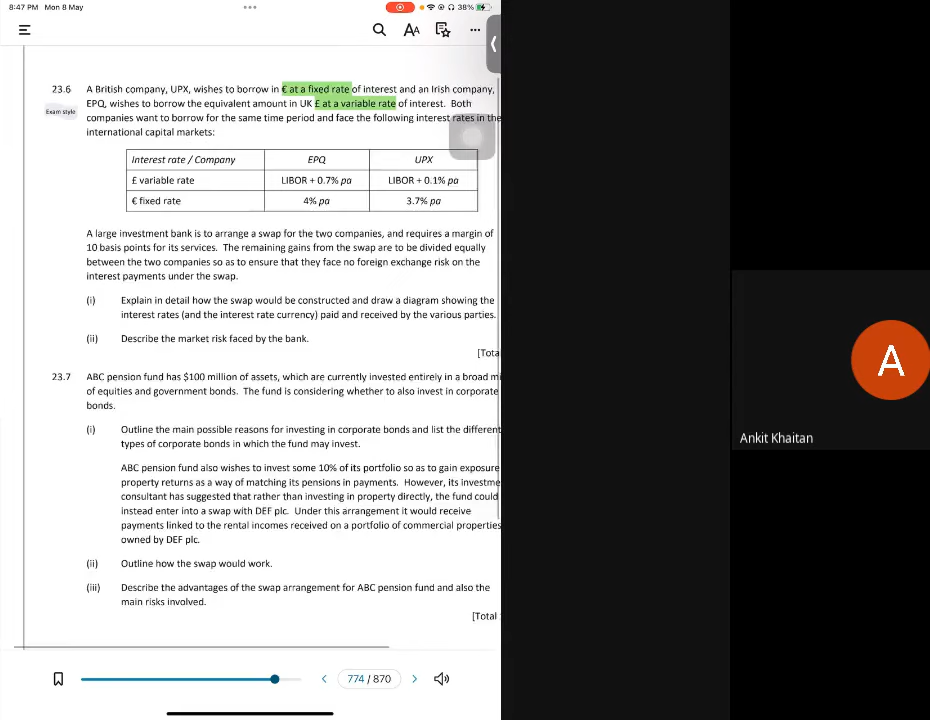 8:47 PM Mon 8 May
38%
AA
23.6 A British company, UPX, wishes to borrow in € at a fixed rate of interest and an Irish company,
EPQ, wishes to borrow the equivalent amount in UK £ at a variable rate of interest. Both
Exam style
companies want to borrow for the same time period and face the following interest rates in the
international capital markets:
Interest rate / Company EPQ UPX
£ variable rate LIBOR + 0.7% pa LIBOR + 0.1% pa
€ fixed rate 4% pa 3.7% pa
A large investment bank is to arrange a swap for the two companies, and requires a margin of
10 basis points for its services. The remaining gains from the swap are to be divided equally
between the two companies so as to ensure that they face no foreign exchange risk on the
interest payments under the swap.
(i) Explain in detail how the swap would be constructed and draw a diagram showing the
interest rates (and the interest rate currency) paid and received by the various parties.
(ii) Describe the market risk faced by the bank.
[Tota
23.7 ABC pension fund has $100 million of assets, which are currently invested entirely in a broad mi
of equities and government bonds. The fund is considering whether to also invest in corporate
bonds.
(i) Outline the main possible reasons for investing in corporate bonds and list the different
types of corporate bonds in which the fund may invest.
ABC pension fund also wishes to invest some 10% of its portfolio so as to gain exposure
property returns as a way of matching its pensions in payments. However, its investme
consultant has suggested that rather than investing in property directly, the fund could
instead enter into a swap with DEF plc. Under this arrangement it would receive
payments linked to the rental incomes received on a portfolio of commercial properties
owned by DEF plc.
(ii) Outline how the swap would work.
(iii) Describe the advantages of the swap arrangement for ABC pension fund and also the
main risks involved.
[Total
774 / 870
A
Ankit Khaitan